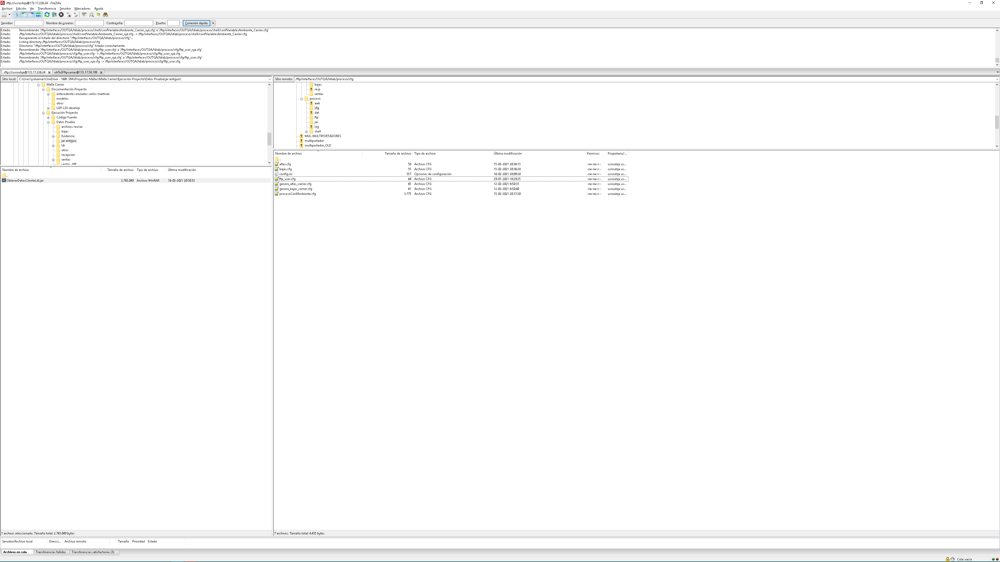 sftp://usroutqa@172.17.226.24 - FileZilla
Archivo Edición Ver Transferencia Servidor Marcadores Ayuda
Servidor: Nombre de usuario: Contraseña: Puerto: Conexión rápida
Estado: Renombrando '/ftp/interfaces/OUTQA/ldiab/proceso/shell/confVariablesAmbiente_Carrier_xyz.cfg' a '/ftp/interfaces/OUTQA/ldiab/proceso/shell/confVariablesAmbiente_Carrier.cfg'
Estado: /ftp/interfaces/OUTQA/ldiab/proceso/shell/confVariablesAmbiente_Carrier_xyz.cfg -> /ftp/interfaces/OUTQA/ldiab/proceso/shell/confVariablesAmbiente_Carrier.cfg
Estado: Recuperando el listado del directorio "/ftp/interfaces/OUTQA/ldiab/proceso/cfg"...
Estado: Listing directory /ftp/interfaces/OUTQA/ldiab/proceso/cfg
Estado: Directorio "/ftp/interfaces/OUTQA/ldiab/proceso/cfg" listado correctamente
Estado: Renombrando '/ftp/interfaces/OUTQA/ldiab/proceso/cfg/ftp_user.cfg' a '/ftp/interfaces/OUTQA/ldiab/proceso/cfg/ftp_user_xyz.cfg'
Estado: /ftp/interfaces/OUTQA/ldiab/proceso/cfg/ftp_user.cfg -> /ftp/interfaces/OUTQA/ldiab/proceso/cfg/ftp_user_xyz.cfg
Estado: Renombrando '/ftp/interfaces/OUTQA/ldiab/proceso/cfg/ftp_user_xyz.cfg' a '/ftp/interfaces/OUTQA/ldiab/proceso/cfg/ftp_user.cfg'
Estado: /ftp/interfaces/OUTQA/ldiab/proceso/cfg/ftp_user_xyz.cfg -> /ftp/interfaces/OUTQA/ldiab/proceso/cfg/ftp_user.cfg
sftp://usroutqa@172.17.226.24 vtr%2Fftpcarrier@172.17.58.199
Sitio local: C:\Users\jsilvamar\OneDrive - 160K SPA\Proyectos Mallas\Malla Carrier\Ejecución Proyecto\Datos Prueba\jar antiguo\
Malla Carrier
Documentación Proyecto
antecedentes enviados carlos martinez
modelos
otros
U2P-LDI-develop
Ejecución Proyecto
Código Fuente
Datos Prueba
archivos revisar
bajas
Evidencia
jar antiguo
ldi
otros
recepcion
ventas
ventas_diff
Nombre de archivo Tamaño de archivo Tipo de archivo Última modificación
..
ObtenerDatosClienteLdi.jar 2.763.049 Archivo WinRAR 16-02-2021 20:30:32
1 archivo seleccionado. Tamaño total: 2.763.049 bytes
Sitio remoto: /ftp/interfaces/OUTQA/ldiab/proceso/cfg
bajas
resp
ventas
proceso
awk
cfg
dat
ftp
jar
log
shell
MUL-MULTIPORTADORES
multiportador
multiportador_OLD
Nombre de archivo Tamaño de archivo Tipo de archivo Última modificación Permisos Propietario/...
..
altas.cfg 58 Archivo CFG 15-02-2021 20:36:13 -rw-rw-r-- usroutqa us...
bajas.cfg 55 Archivo CFG 15-02-2021 20:36:28 -rw-rw-r-- usroutqa us...
config.ini 357 Opciones de configuración 16-02-2021 20:09:20 -rw-rw-r-- usroutqa us...
ftp_user.cfg 64 Archivo CFG 29-01-2021 10:29:25 -rw-rw-r-- usroutqa us...
genera_altas_carrier.cfg 65 Archivo CFG 12-02-2021 8:50:33 -rw-rw-r-- usroutqa us...
genera_bajas_carrier.cfg 61 Archivo CFG 12-02-2021 8:50:40 -rw-rw-r-- usroutqa us...
procesoConfAmbiente.cfg 3.775 Archivo CFG 15-02-2021 20:37:30 -rw-rw-r-- usroutqa us...
7 archivos. Tamaño total: 4.435 bytes
Servidor/Archivo local Direcci... Archivo remoto Tamaño Prioridad Estado
Archivos en cola Transferencias fallidas Transferencias satisfactorias (3)
Cola: vacía